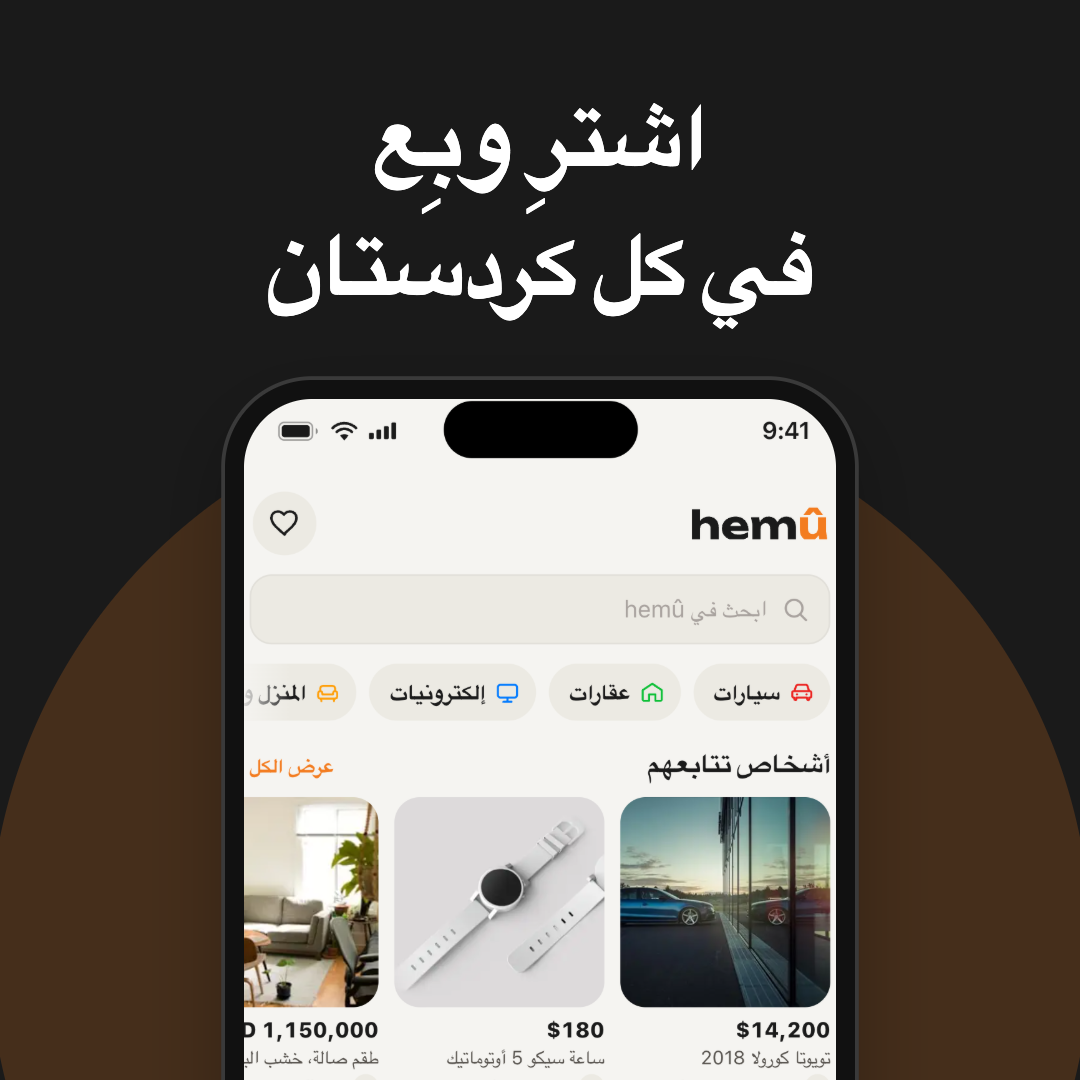 اشترِ وبِع
في كل كردستان
9:41
hemû
ابحث في hemû
سيارات
عقارات
إلكترونيات
المنزل و
أشخاص تتابعهم
عرض الكل
$14,200
$180
D 1,150,000
تويوتا كورولا 2018
ساعة سيكو 5 أوتوماتيك
طقم صالة، خشب